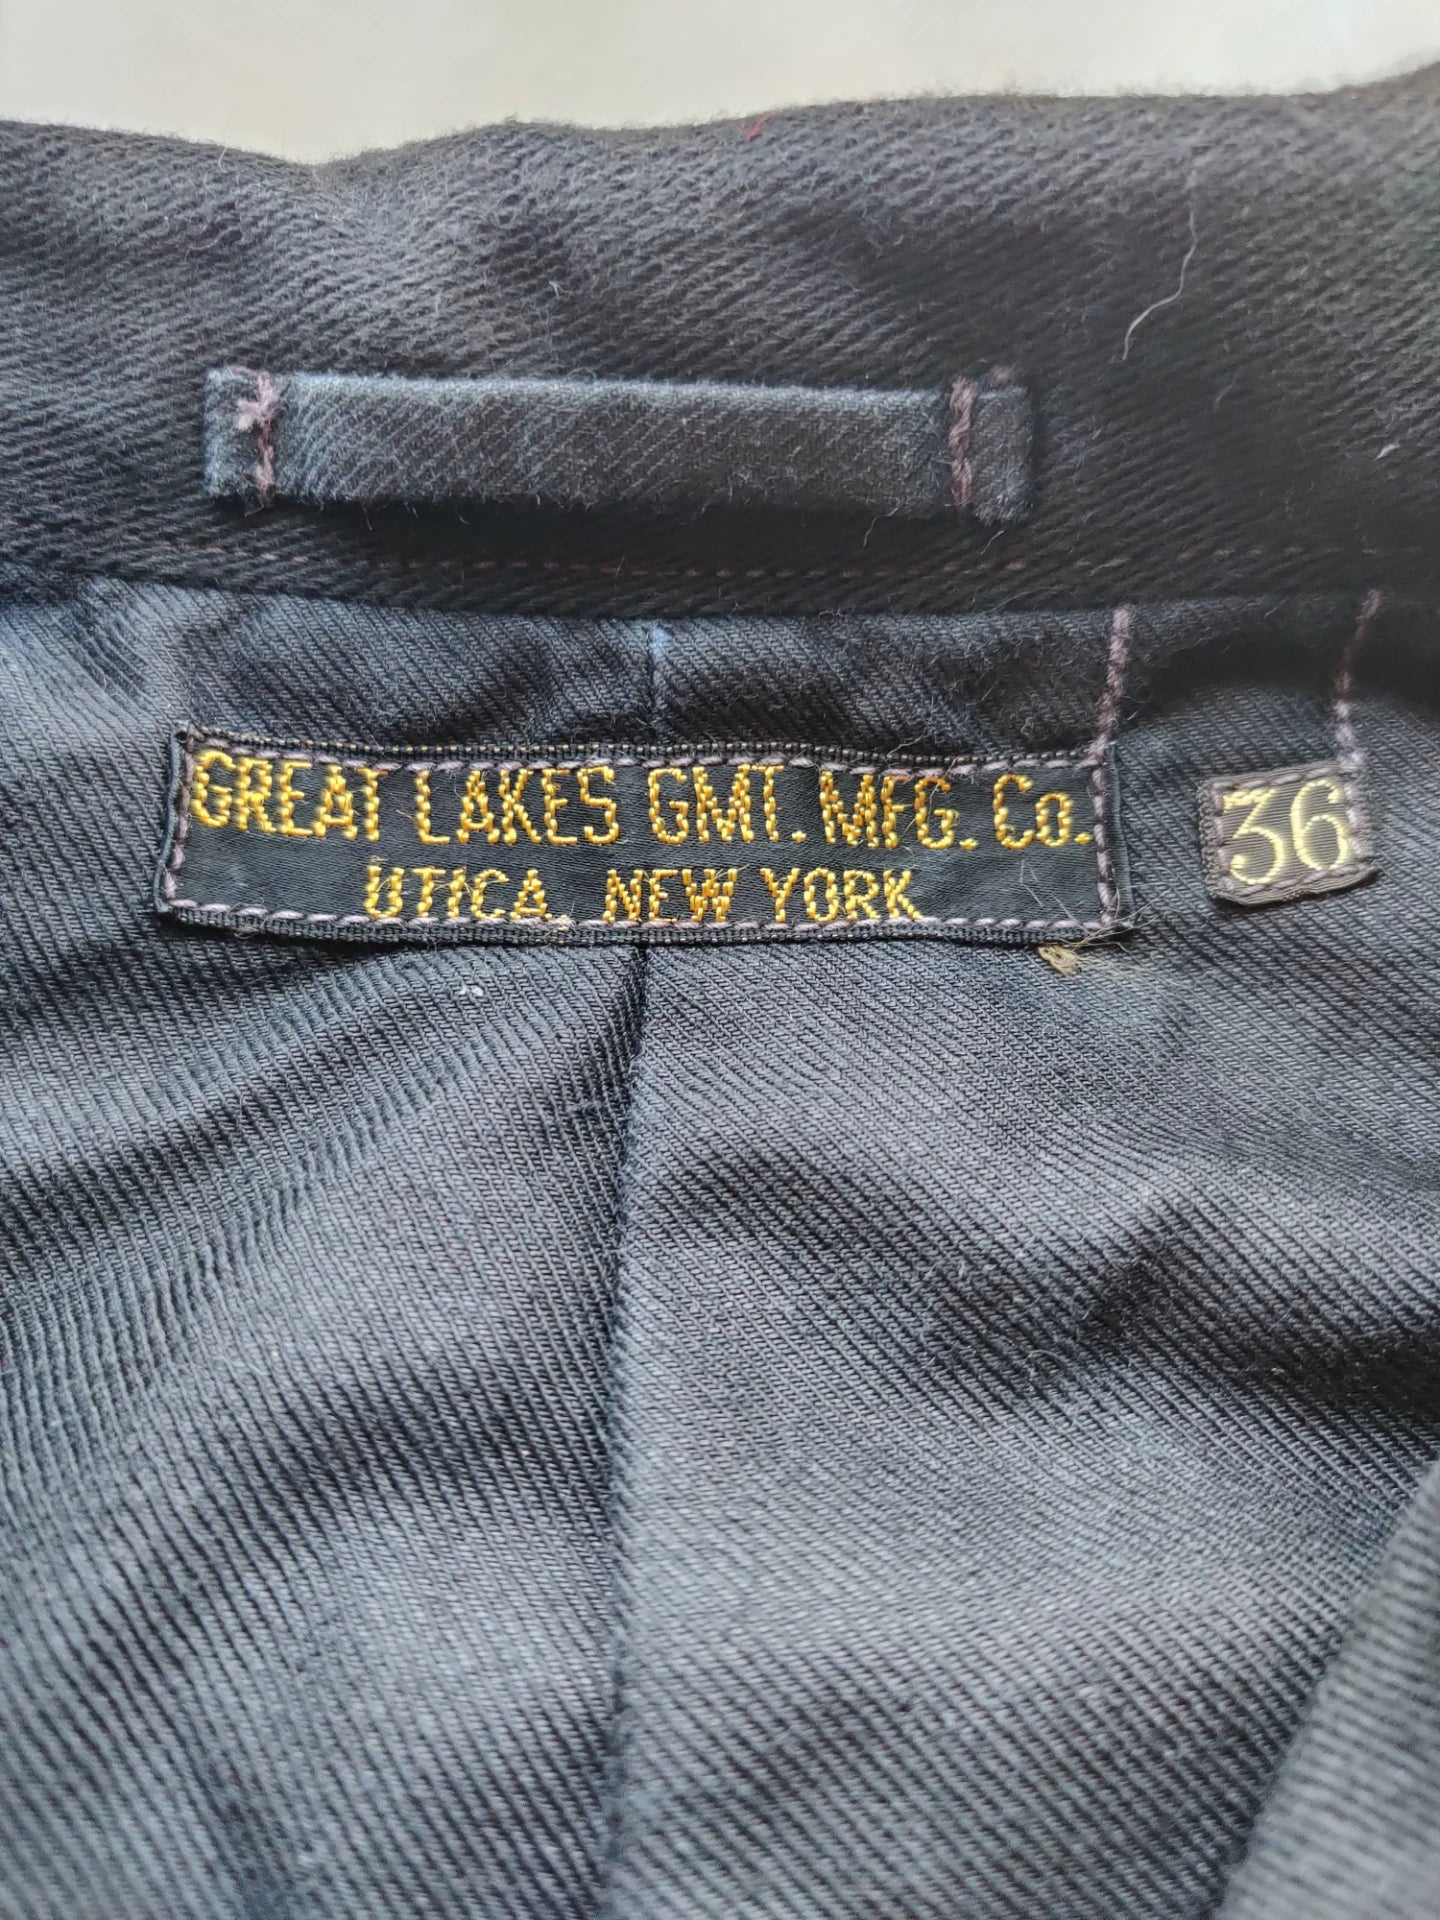 GREAT LAKES GMT. MFG. Co.
UTICA, NEW YORK
36